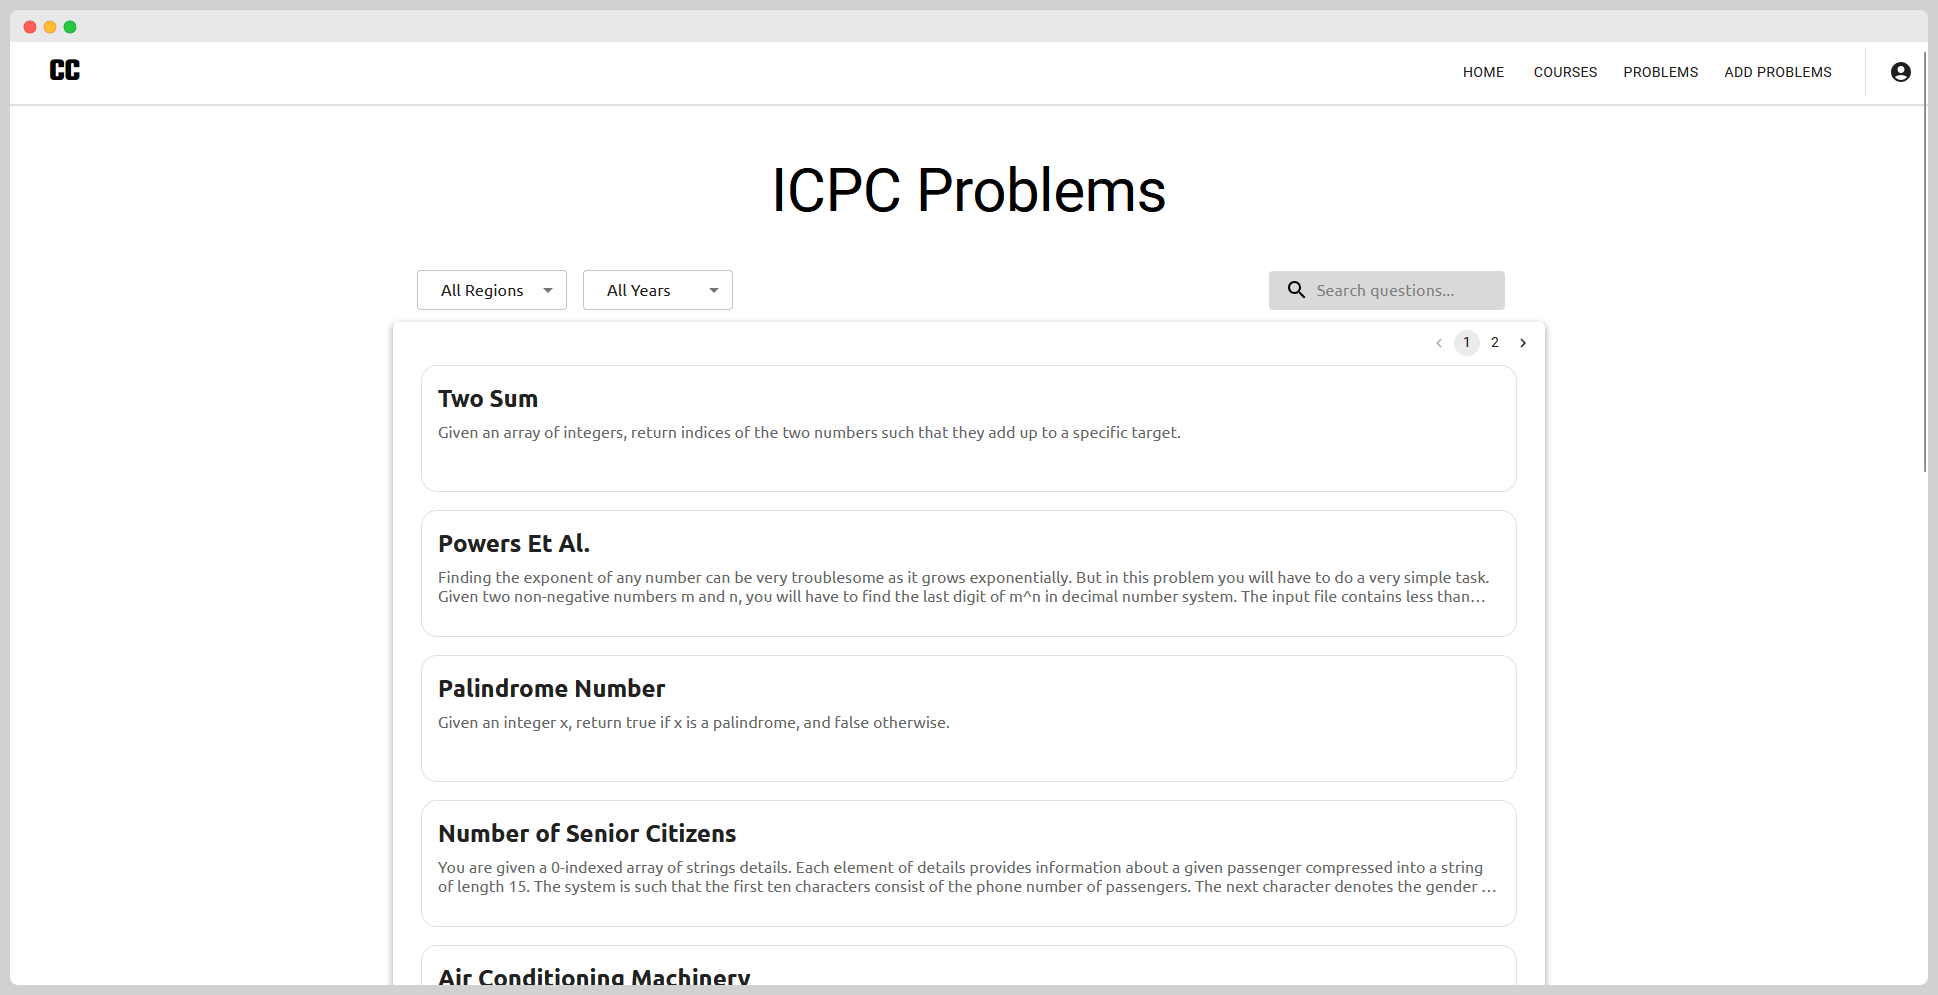 CC
HOME COURSES PROBLEMS ADD PROBLEMS
ICPC Problems
All Regions All Years Search questions...
1 2
Two Sum
Given an array of integers, return indices of the two numbers such that they add up to a specific target.
Powers Et Al.
Finding the exponent of any number can be very troublesome as it grows exponentially. But in this problem you will have to do a very simple task.
Given two non-negative numbers m and n, you will have to find the last digit of m^n in decimal number system. The input file contains less than…
Palindrome Number
Given an integer x, return true if x is a palindrome, and false otherwise.
Number of Senior Citizens
You are given a 0-indexed array of strings details. Each element of details provides information about a given passenger compressed into a string
of length 15. The system is such that the first ten characters consist of the phone number of passengers. The next character denotes the gender …
Air Conditioning Machinery